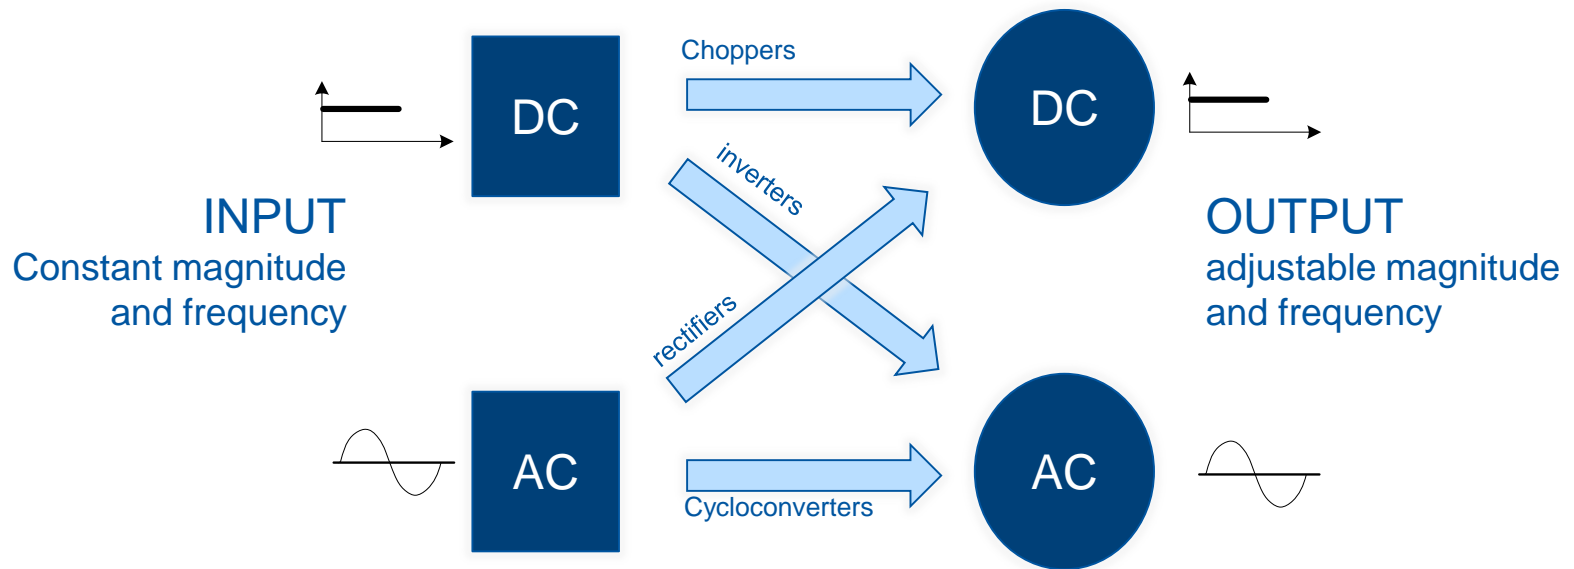 Choppers
DC
DC
inverters
INPUT
Constant magnitude
and frequency
OUTPUT
adjustable magnitude
and frequency
rectifiers
AC
AC
Cycloconverters